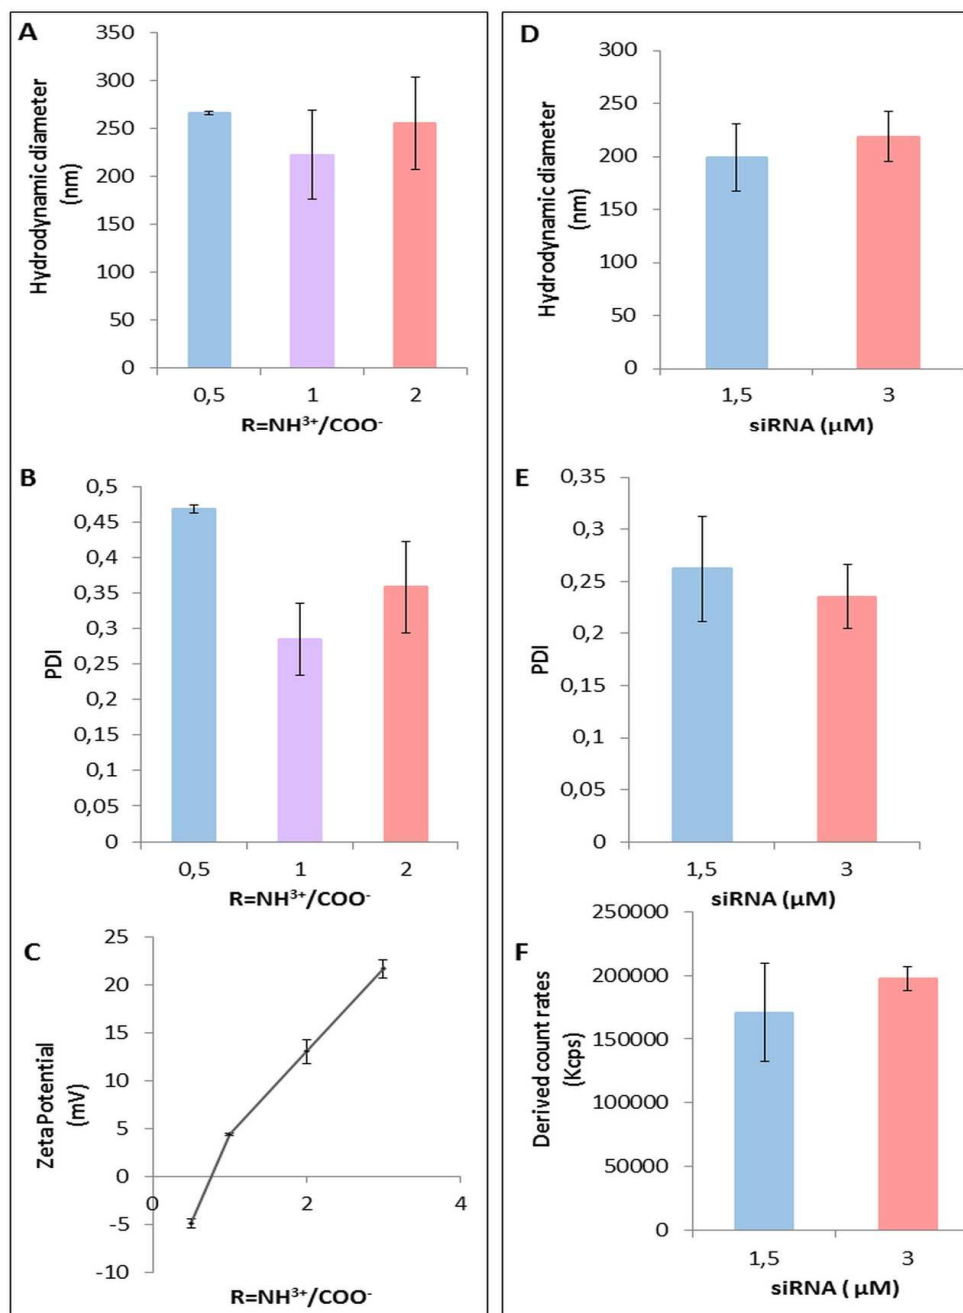 A
Hydrodynamic diameter
(nm)
350
300
250
200
150
100
50
0
0,5 1 2
R=NH³⁺/COO⁻
B
PDI
0,5
0,45
0,4
0,35
0,3
0,25
0,2
0,15
0,1
0,05
0
0,5 1 2
R=NH³⁺/COO⁻
C
Zeta Potential
(mV)
25
20
15
10
5
0
-5
-10
0 2 4
R=NH³⁺/COO⁻
D
Hydrodynamic diameter
(nm)
300
250
200
150
100
50
0
1,5 3
siRNA (µM)
E
PDI
0,35
0,3
0,25
0,2
0,15
0,1
0,05
0
1,5 3
siRNA (µM)
F
Derived count rates
(Kcps)
250000
200000
150000
100000
50000
0
1,5 3
siRNA ( µM)